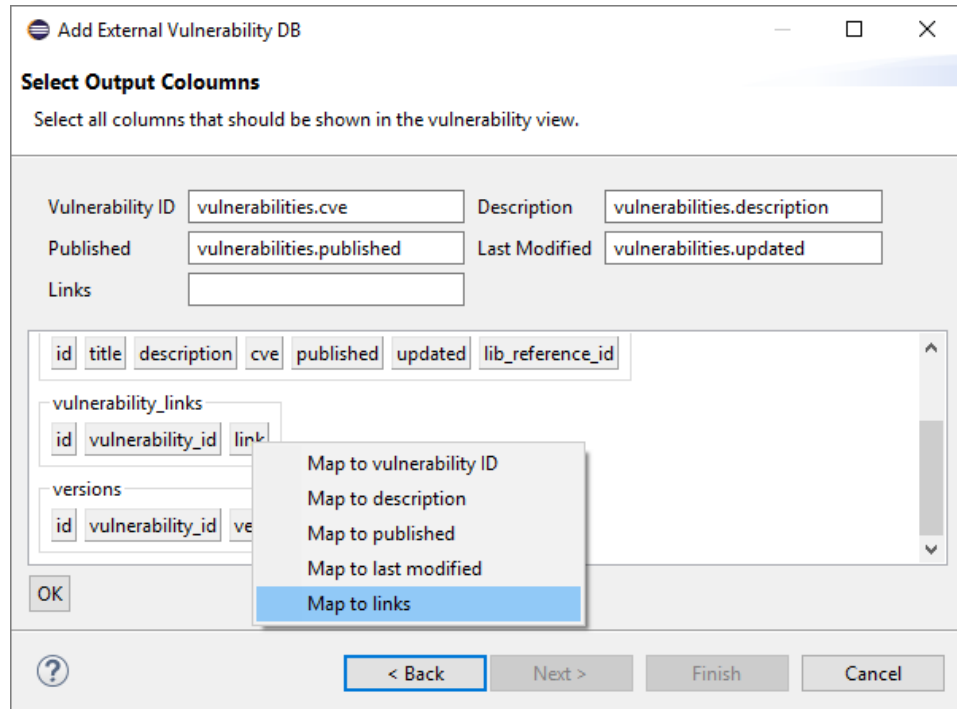 Add External Vulnerability DB
Select Output Coloumns
Select all columns that should be shown in the vulnerability view.
Vulnerability ID vulnerabilities.cve Description vulnerabilities.description
Published vulnerabilities.published Last Modified vulnerabilities.updated
Links
id title description cve published updated lib_reference_id
vulnerability_links
id vulnerability_id link
Map to vulnerability ID
versions
Map to description
id vulnerability_id
Map to published
Map to last modified
OK
Map to links
? < Back Next > Finish Cancel